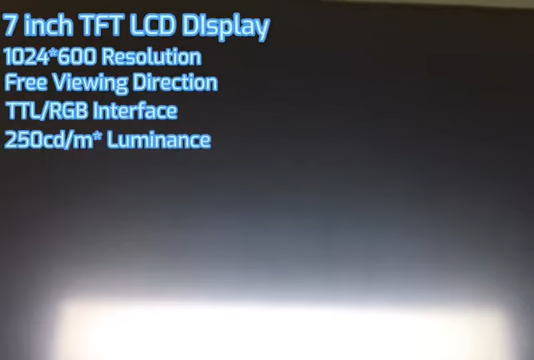 7 inch TFT LCD DIsplay
1024*600 Resolution
Free Viewing Direction
TTL/RGB Interface
250cd/m* Luminance